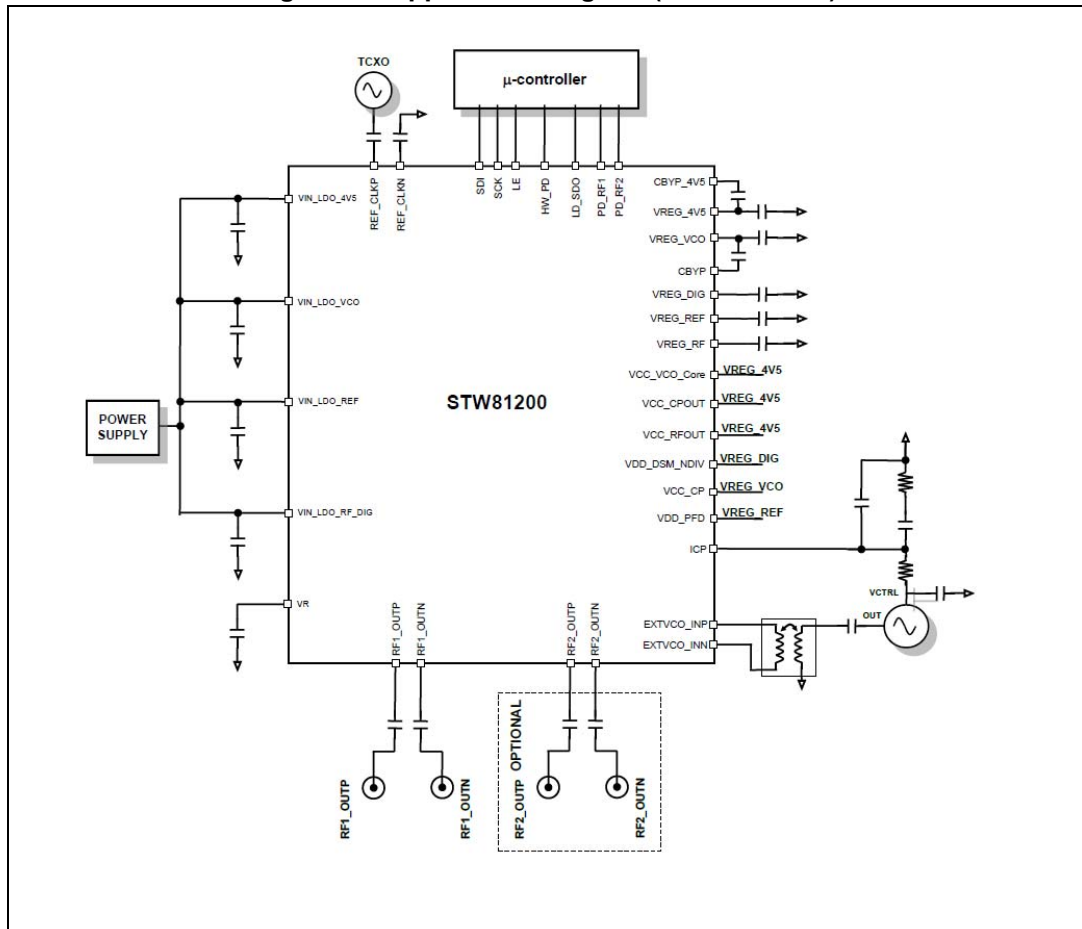 TCXO
μ-controller
REF_CLKP
REF_CLKN
SDI
SCK
LE
HW_PD
LD_SDO
PD_RF1
PD_RF2
VIN_LDO_4V5
VIN_LDO_VCO
VIN_LDO_REF
VIN_LDO_RF_DIG
VR
POWER
SUPPLY
STW81200
CBYP_4V5
VREG_4V5
VREG_VCO
CBYP
VREG_DIG
VREG_REF
VREG_RF
VCC_VCO_Core VREG_4V5
VCC_CPOUT VREG_4V5
VCC_RFOUT VREG_4V5
VDD_DSM_NDIV VREG_DIG
VCC_CP VREG_VCO
VDD_PFD VREG_REF
ICP
VCTRL
OUT
EXTVCO_INP
EXTVCO_INN
RF1_OUTP
RF1_OUTN
RF2_OUTP
RF2_OUTN
OPTIONAL
RF1_OUTP
RF1_OUTN
RF2_OUTP
RF2_OUTN